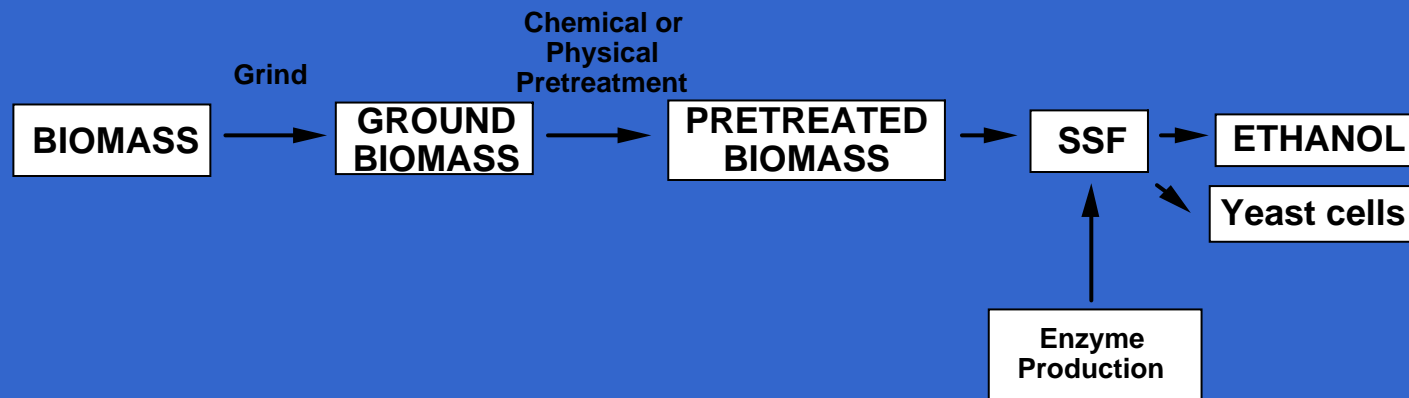 Chemical or
Physical
Pretreatment
Grind
BIOMASS
GROUND
BIOMASS
PRETREATED
BIOMASS
SSF
ETHANOL
Yeast cells
Enzyme
Production